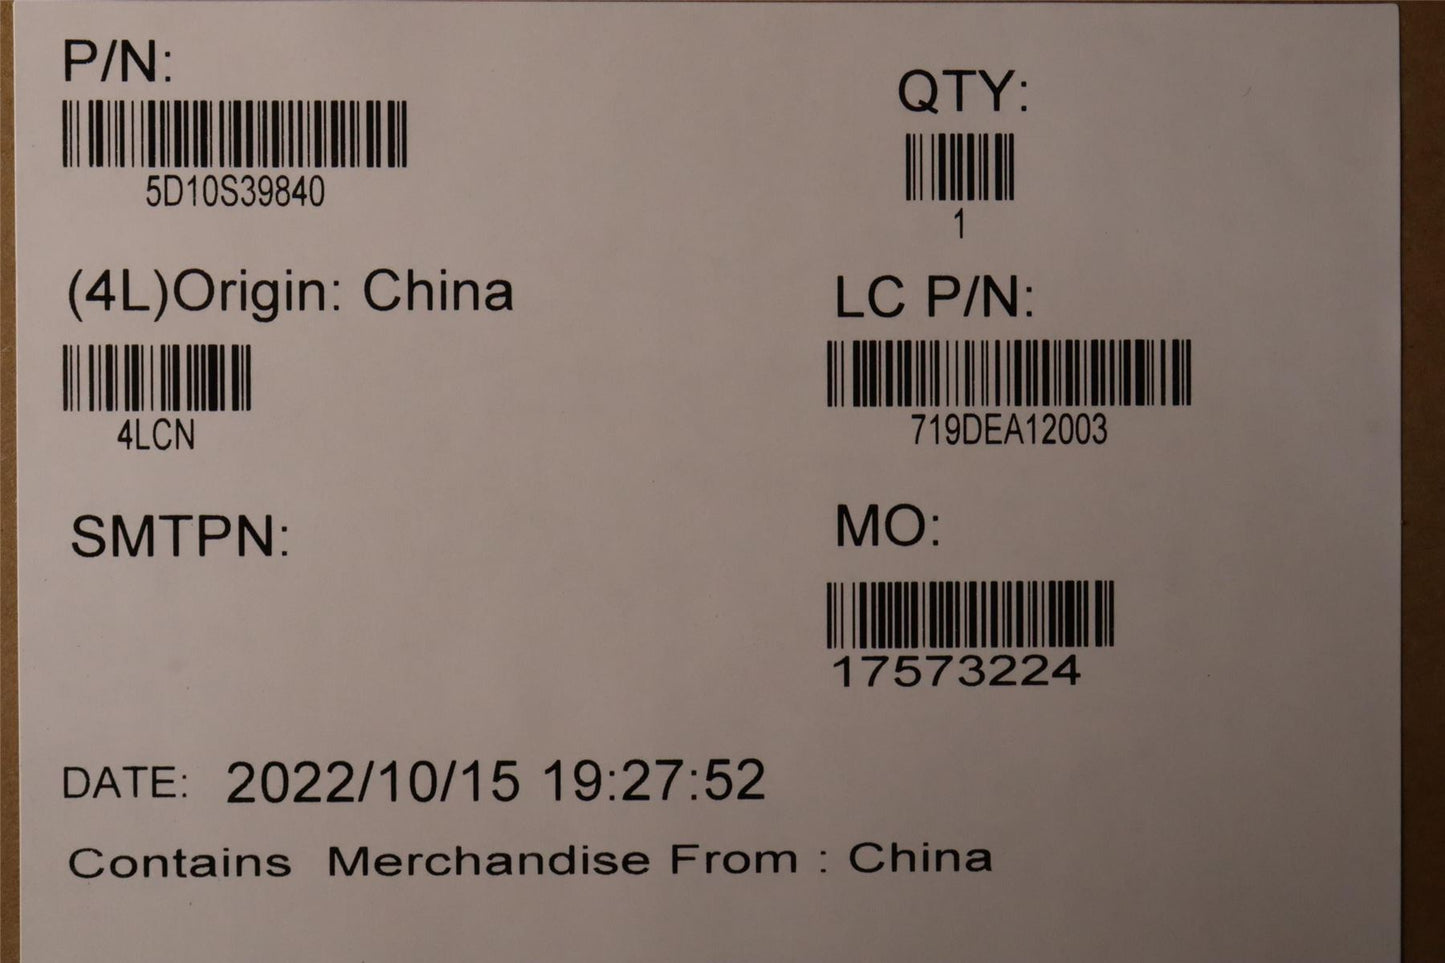 P/N:
5D10S39840
QTY:
1
(4L)Origin: China
4LCN
LC P/N:
719DEA12003
SMTPN:
MO:
17573224
DATE: 2022/10/15 19:27:52
Contains Merchandise From : China